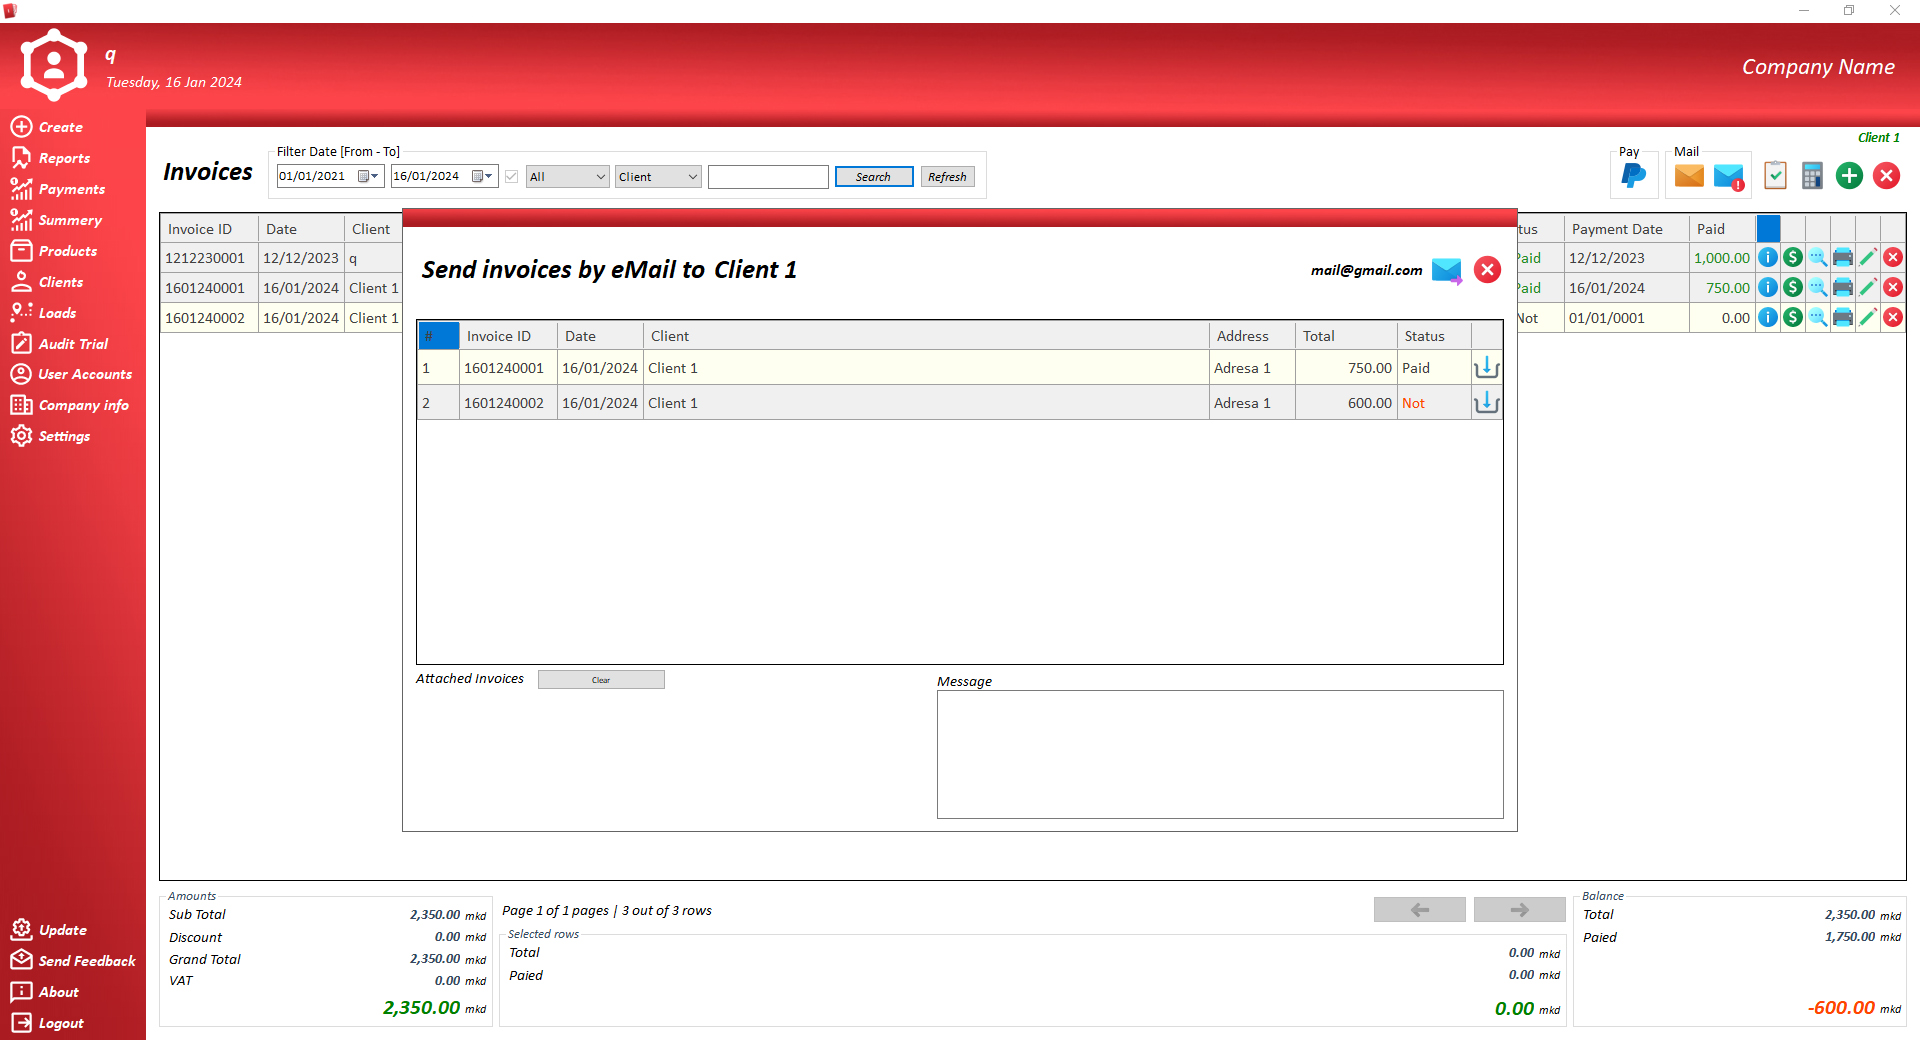 q
Tuesday, 16 Jan 2024
Company Name
Create
Reports
Payments
Summery
Products
Clients
Loads
Audit Trial
User Accounts
Company info
Settings
Update
Send Feedback
About
Logout
Client 1
Invoices
Filter Date [From - To]
01/01/2021 16/01/2024 All Client Search Refresh
Pay Mail
Invoice ID Date Client tus Payment Date Paid
1212230001 12/12/2023 q Paid 12/12/2023 1,000.00
1601240001 16/01/2024 Client 1 Paid 16/01/2024 750.00
1601240002 16/01/2024 Client 1 Not 01/01/0001 0.00
Send invoices by eMail to Client 1
mail@gmail.com
# Invoice ID Date Client Address Total Status
1 1601240001 16/01/2024 Client 1 Adresa 1 750.00 Paid
2 1601240002 16/01/2024 Client 1 Adresa 1 600.00 Not
Attached Invoices Clear
Message
Amounts
Sub Total 2,350.00 mkd
Discount 0.00 mkd
Grand Total 2,350.00 mkd
VAT 0.00 mkd
2,350.00 mkd
Page 1 of 1 pages | 3 out of 3 rows
Selected rows
Total 0.00 mkd
Paied 0.00 mkd
0.00 mkd
Balance
Total 2,350.00 mkd
Paied 1,750.00 mkd
-600.00 mkd